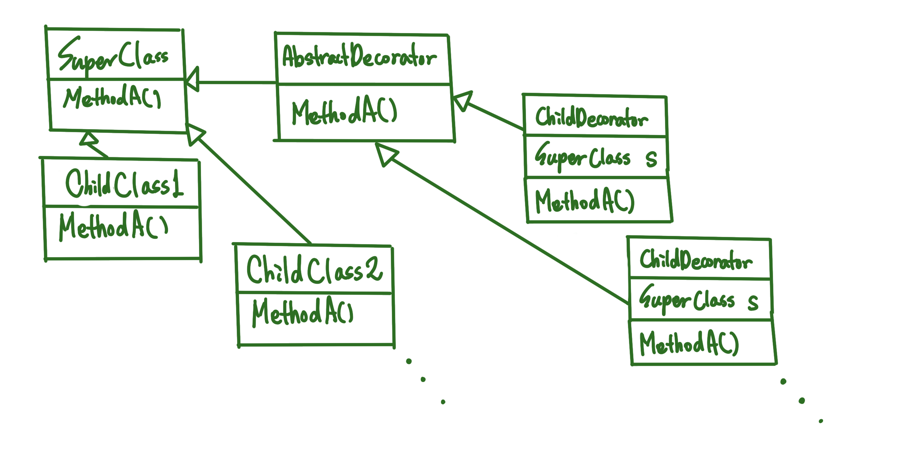 SuperClass
MethodA()
AbstractDecorator
MethodA()
ChildDecorator
SuperClass s
MethodA()
ChildClass1
MethodA()
ChildClass2
MethodA()
ChildDecorator
SuperClass s
MethodA()